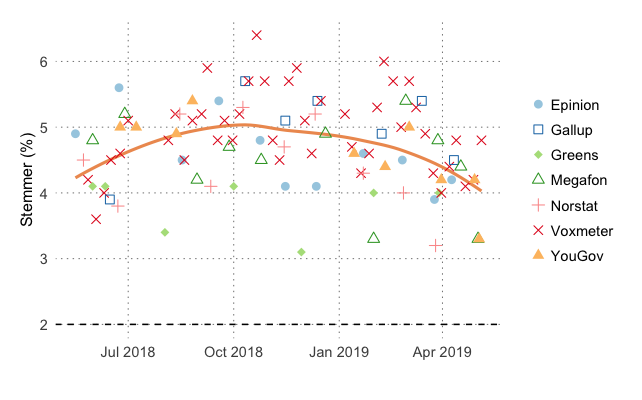 Stemmer (%)
6
5
4
3
2
Jul 2018
Oct 2018
Jan 2019
Apr 2019
Epinion
Gallup
Greens
Megafon
Norstat
Voxmeter
YouGov